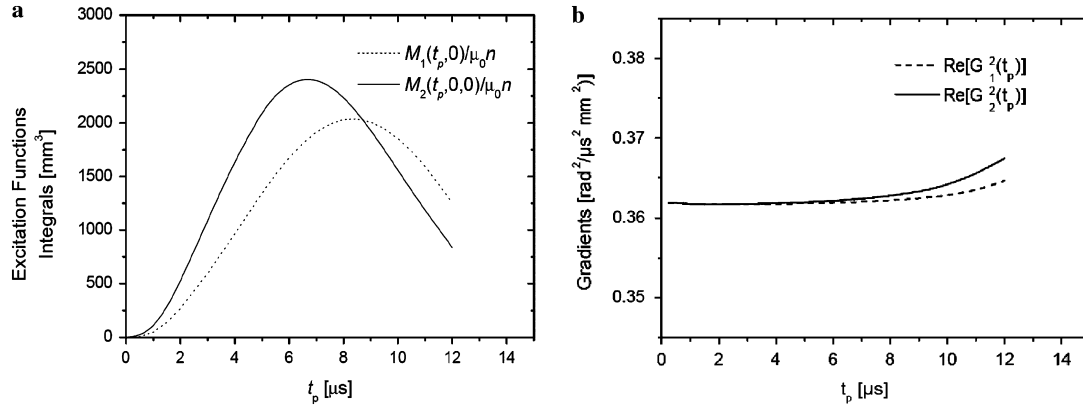 a
3000
2500
2000
1500
1000
500
0
Excitation Functions
Integrals [mm³]
M₁(tₚ,0)/μ₀n
M₂(tₚ,0,0)/μ₀n
0 2 4 6 8 10 12 14
tₚ [μs]
b
0.38
0.37
0.36
0.35
Gradients [rad²/μs² mm²)]
Re[G²₁(tₚ)]
Re[G²₂(tₚ)]
0 2 4 6 8 10 12 14
tₚ [μs]